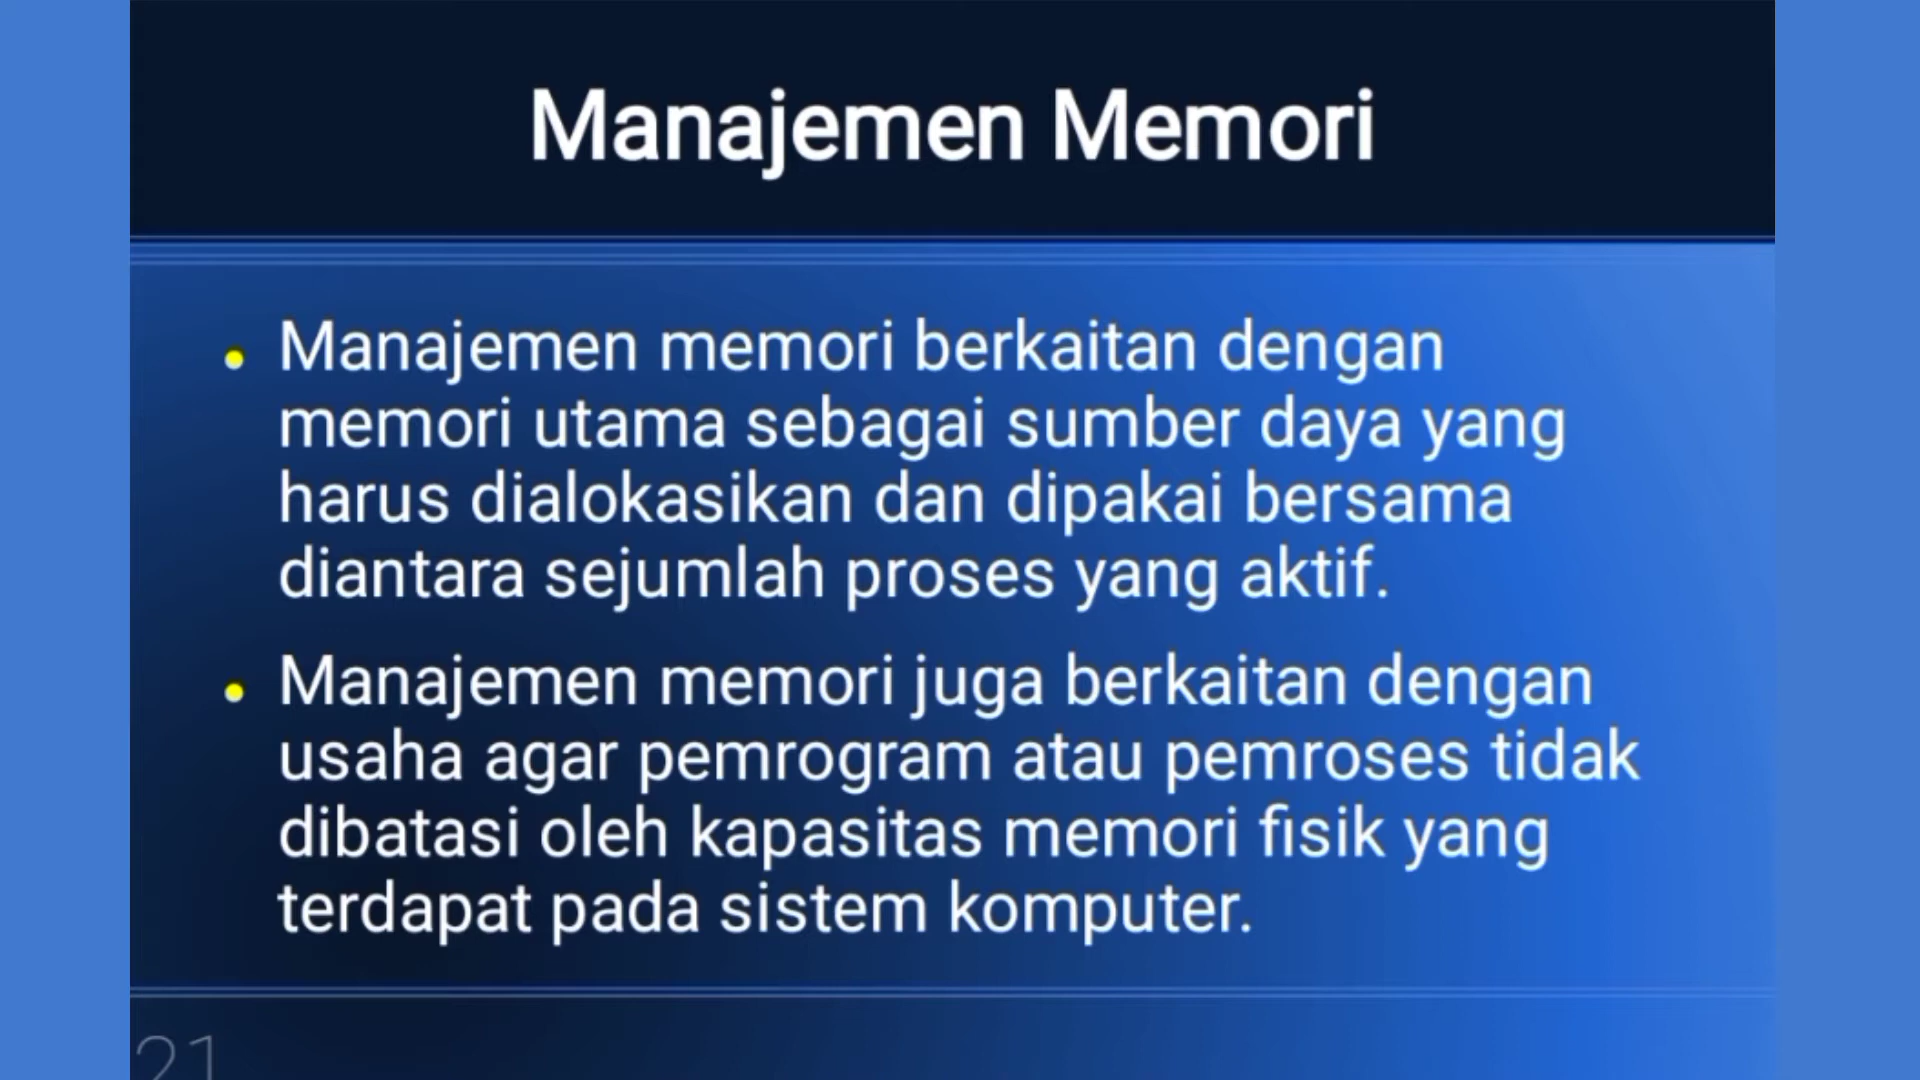 Manajemen Memori
• Manajemen memori berkaitan dengan
memori utama sebagai sumber daya yang
harus dialokasikan dan dipakai bersama
diantara sejumlah proses yang aktif.
• Manajemen memori juga berkaitan dengan
usaha agar pemrogram atau pemroses tidak
dibatasi oleh kapasitas memori fisik yang
terdapat pada sistem komputer.
21